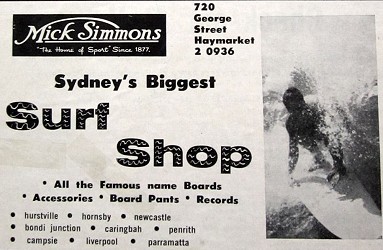 Mick Simmons
"The Home of Sport" Since 1877.
720
George
Street
Haymarket
2 0936
Sydney's Biggest
Surf
Shop
• All the Famous name Boards
• Accessories • Board Pants • Records
• hurstville • hornsby • newcastle
• bondi junction • caringbah • penrith
• campsie • liverpool • parramatta